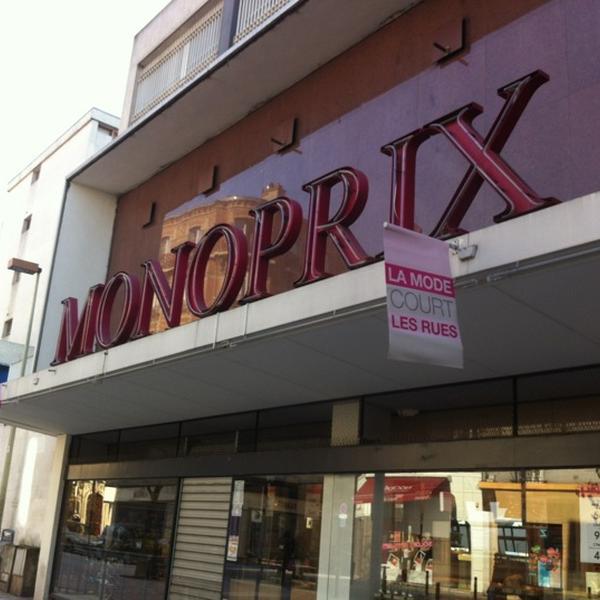 MONOPRIX
LA MODE
COURT
LES RUES